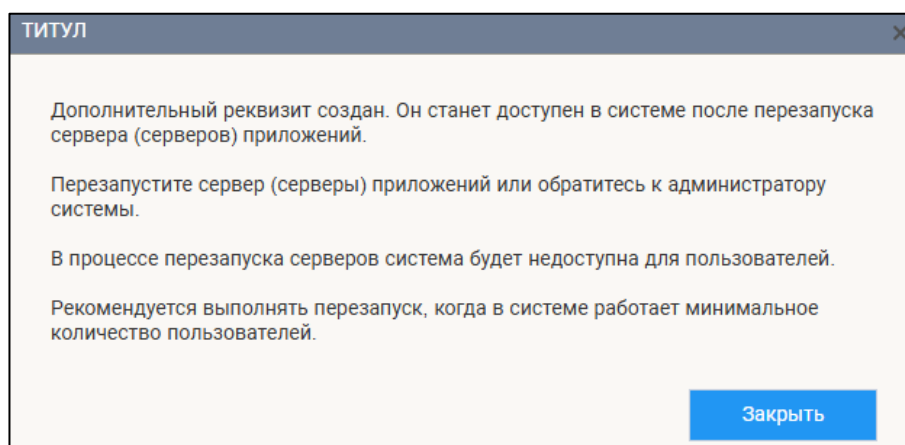 ТИТУЛ
Дополнительный реквизит создан. Он станет доступен в системе после перезапуска
сервера (серверов) приложений.
Перезапустите сервер (серверы) приложений или обратитесь к администратору
системы.
В процессе перезапуска серверов система будет недоступна для пользователей.
Рекомендуется выполнять перезапуск, когда в системе работает минимальное
количество пользователей.
Закрыть